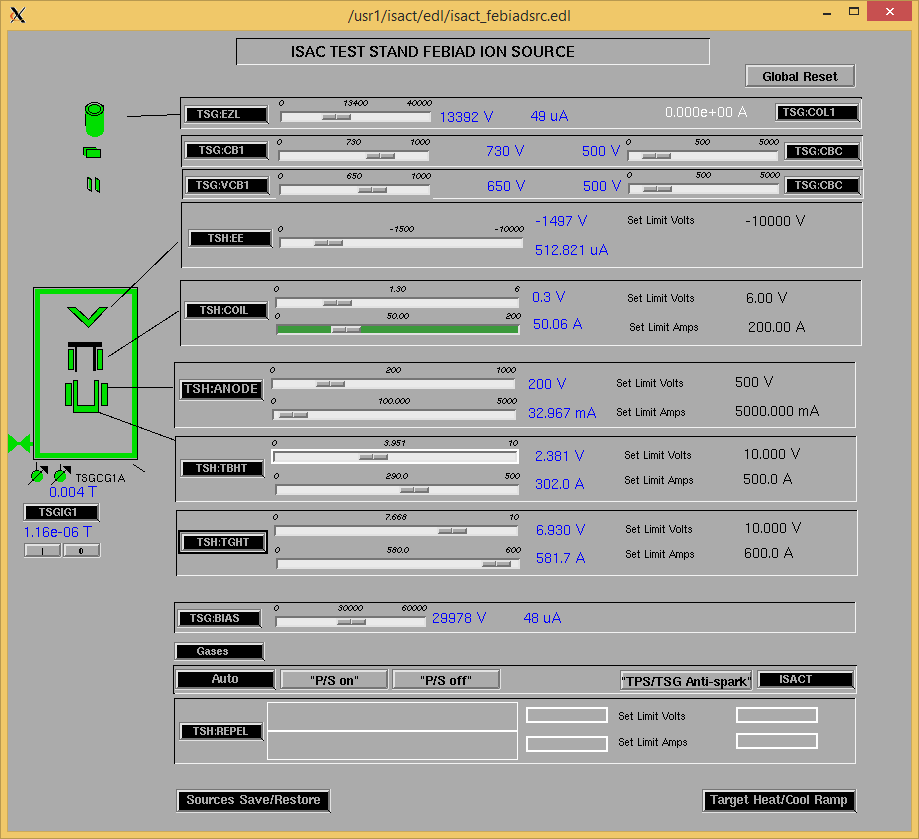 /usr1/isact/edl/isact_febiadsrc.edl
ISAC TEST STAND FEBIAD ION SOURCE
Global Reset
0 13400 40000
TSG:EZL 13392 V 49 uA 0.000e+00 A TSG:COL1
0 730 1000 0 500 5000
TSG:CB1 730 V 500 V TSG:CBC
0 650 1000 0 500 5000
TSG:VCB1 650 V 500 V TSG:CBC
-1497 V Set Limit Volts -10000 V
0 -1500 -10000
TSH:EE
512.821 uA
0 1.30 6
0.3 V Set Limit Volts 6.00 V
TSH:COIL
0 50.00 200
50.06 A Set Limit Amps 200.00 A
0 200 1000
200 V Set Limit Volts 500 V
TSH:ANODE
0 100.000 5000
32.967 mA Set Limit Amps 5000.000 mA
0 3.951 10
2.381 V Set Limit Volts 10.000 V
TSH:TBHT
0 290.0 500
302.0 A Set Limit Amps 500.0 A
TSGCG1A
0.004 T
TSGIG1
1.16e-06 T
I 0
0 7.668 10
6.930 V Set Limit Volts 10.000 V
TSH:TGHT
0 580.0 600
581.7 A Set Limit Amps 600.0 A
0 30000 60000
TSG:BIAS 29978 V 48 uA
Gases
Auto "P/S on" "P/S off" "TPS/TSG Anti-spark" ISACT
Set Limit Volts
TSH:REPEL
Set Limit Amps
Sources Save/Restore Target Heat/Cool Ramp